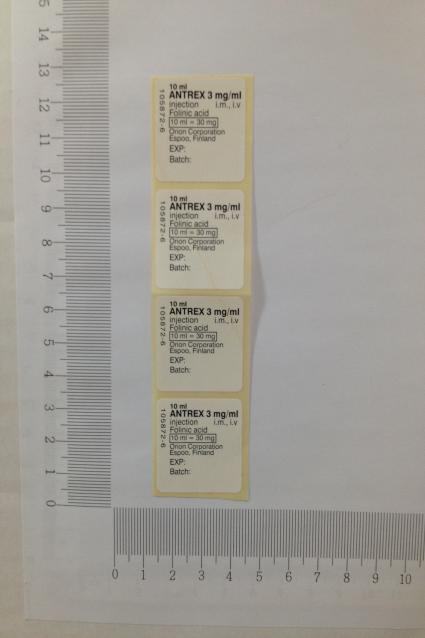 15
14
13
12
11
10
9
8
7
6
5
4
3
2
1
0
10 ml
ANTREX 3 mg/ml
injection i.m., i.v
Folinic acid
10 ml = 30 mg
Orion Corporation
Espoo, Finland
EXP:
Batch:
105872-6
10 ml
ANTREX 3 mg/ml
injection i.m., i.v
Folinic acid
10 ml = 30 mg
Orion Corporation
Espoo, Finland
EXP:
Batch:
105872-6
10 ml
ANTREX 3 mg/ml
injection i.m., i.v
Folinic acid
10 ml = 30 mg
Orion Corporation
Espoo, Finland
EXP:
Batch:
105872-6
10 ml
ANTREX 3 mg/ml
injection i.m., i.v
Folinic acid
10 ml = 30 mg
Orion Corporation
Espoo, Finland
EXP:
Batch:
105872-6
0 1 2 3 4 5 6 7 8 9 10